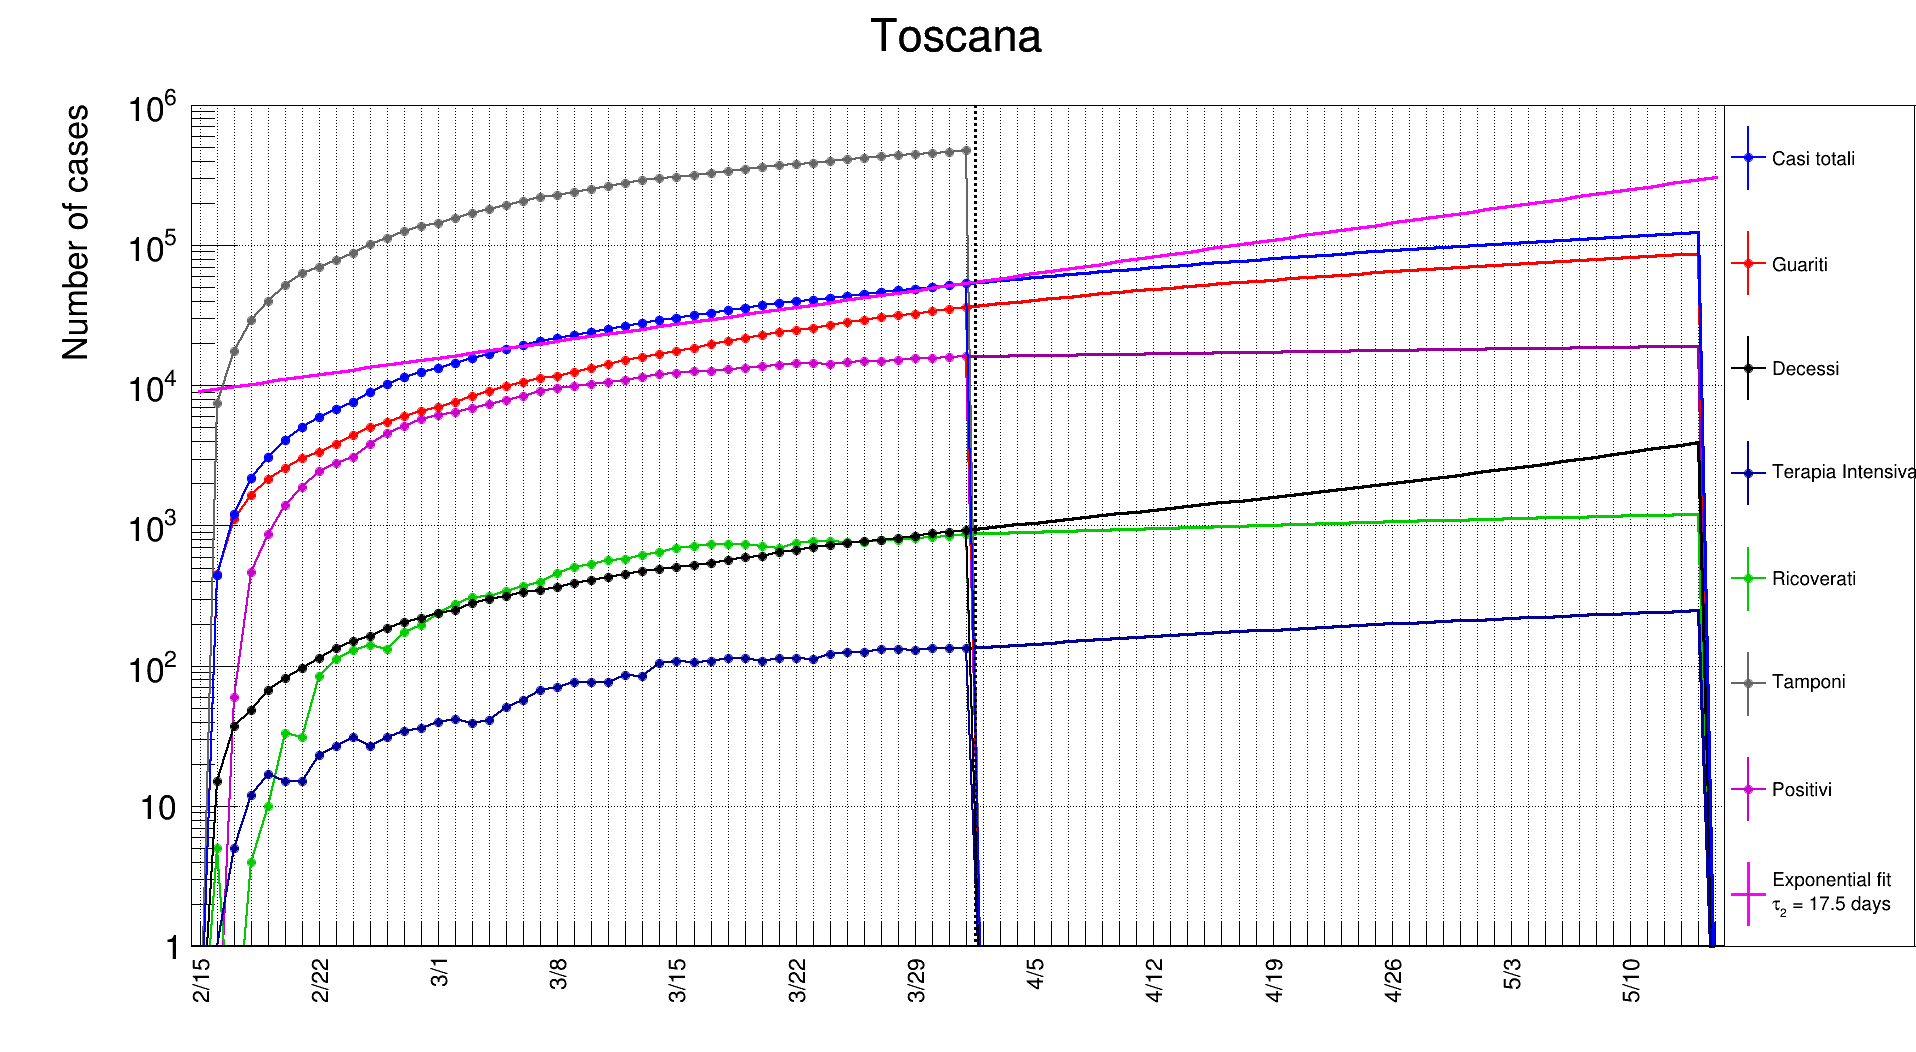 Toscana
Number of cases
10^6
10^5
10^4
10^3
10^2
10
1
2/15
2/22
3/1
3/8
3/15
3/22
3/29
4/5
4/12
4/19
4/26
5/3
5/10
Casi totali
Guariti
Decessi
Terapia Intensiva
Ricoverati
Tamponi
Positivi
Exponential fit
τ₂ = 17.5 days